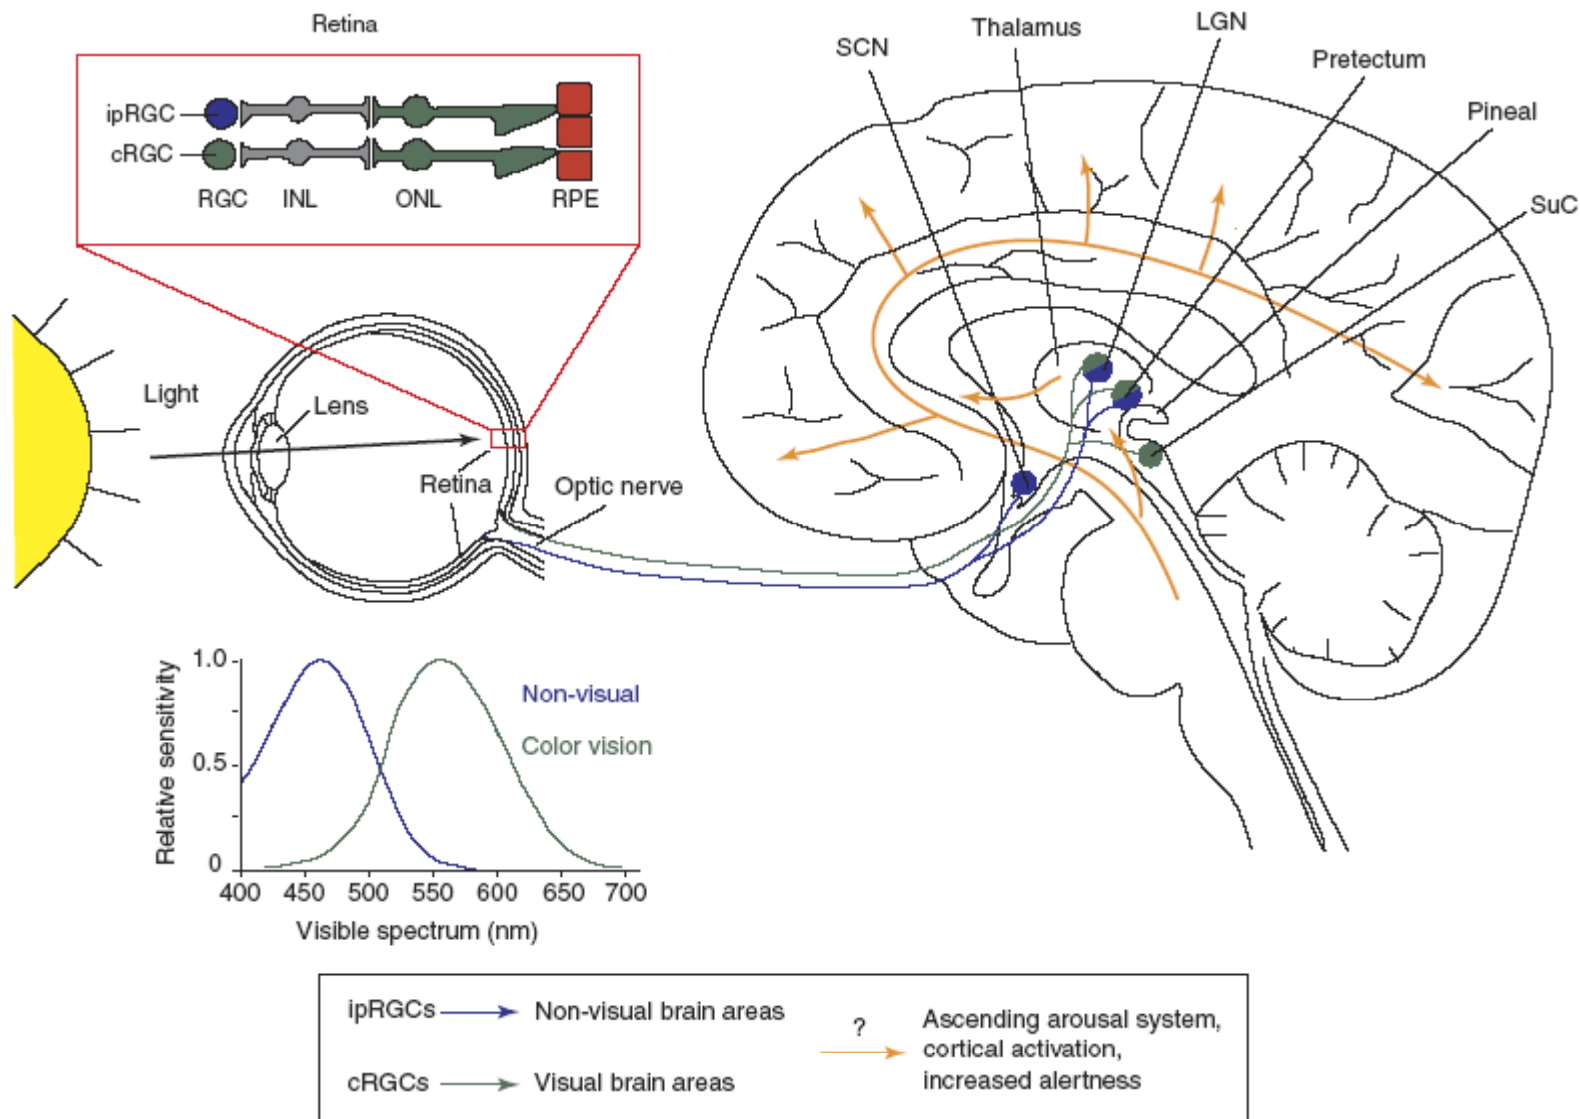 Retina
ipRGC
cRGC
RGC INL ONL RPE
SCN
Thalamus
LGN
Pretectum
Pineal
SuC
Light
Lens
Retina
Optic nerve
Relative sensitivity
1.0
0.5
0
400 450 500 550 600 650 700
Visible spectrum (nm)
Non-visual
Color vision
ipRGCs Non-visual brain areas
cRGCs Visual brain areas
?
Ascending arousal system,
cortical activation,
increased alertness